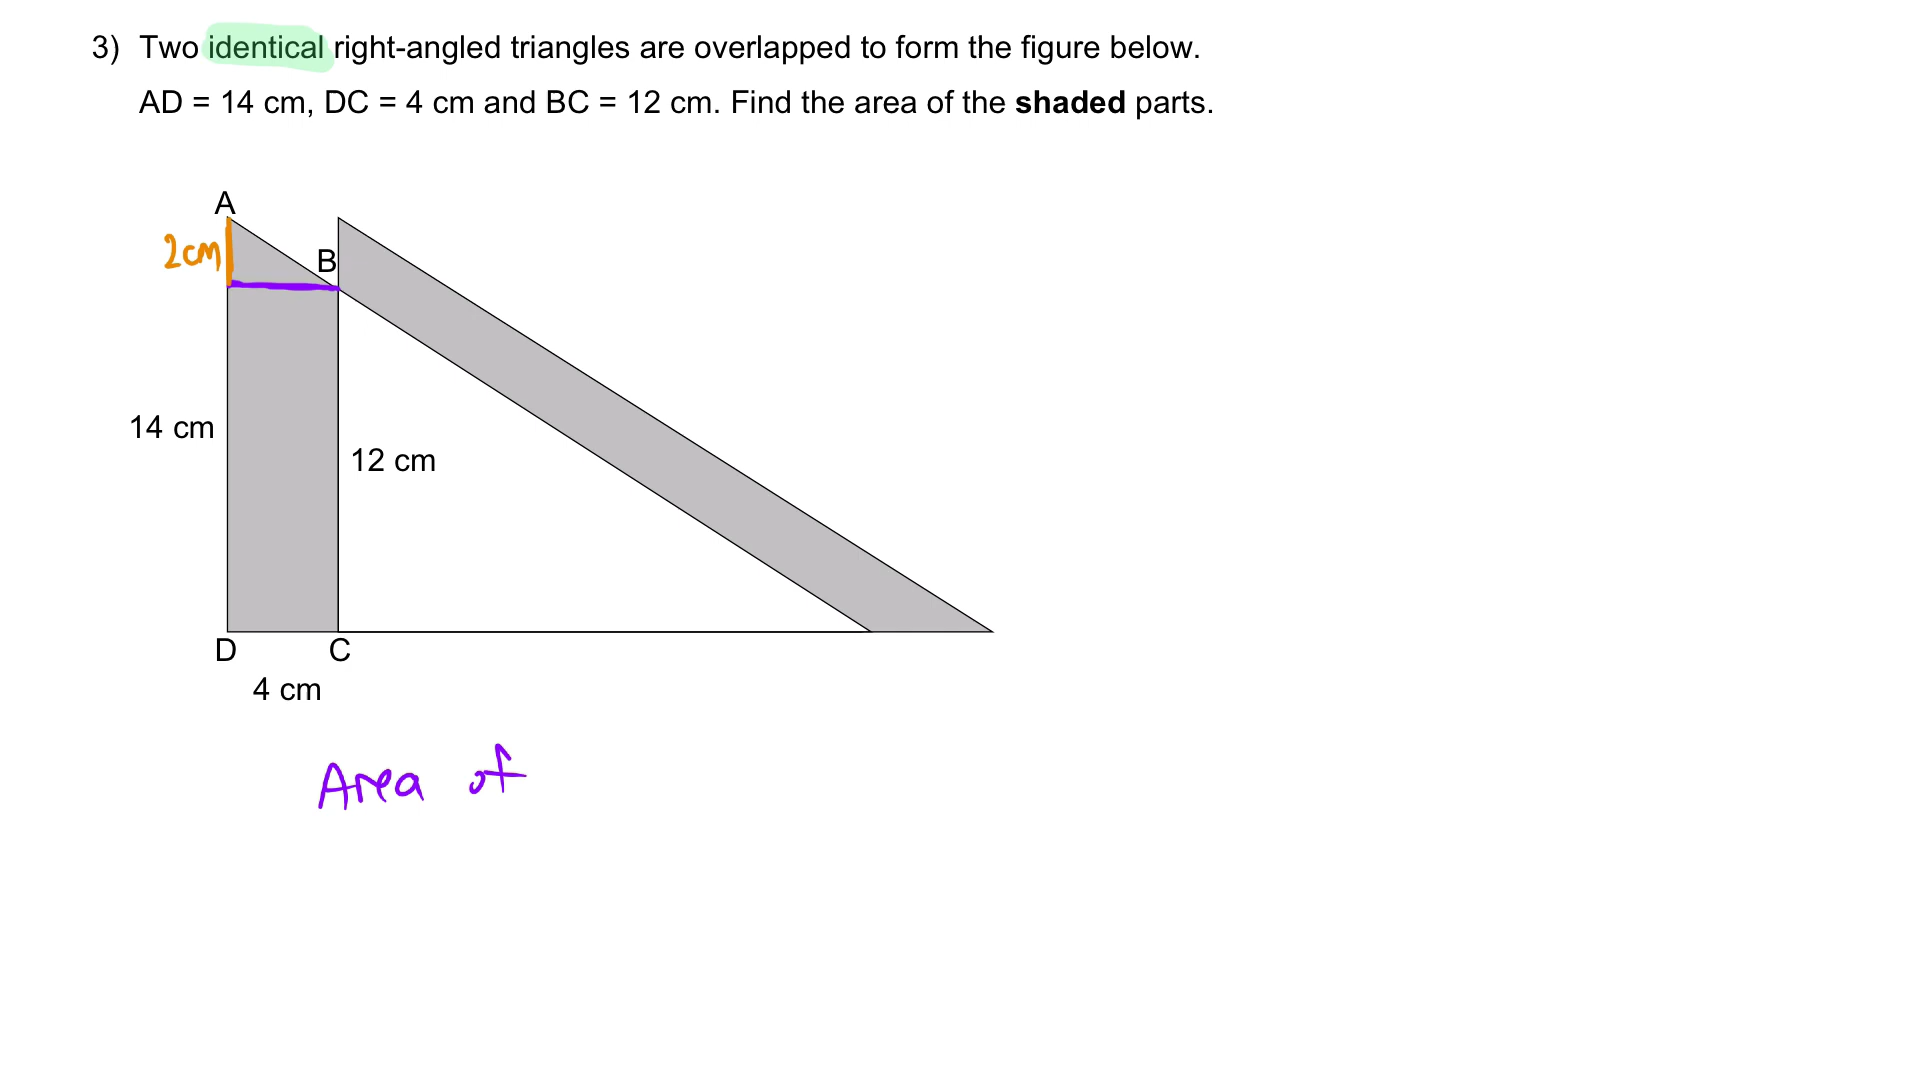 3) Two identical right-angled triangles are overlapped to form the figure below.
AD = 14 cm, DC = 4 cm and BC = 12 cm. Find the area of the shaded parts.
A
2cm
B
14 cm
12 cm
D
C
4 cm
Area of